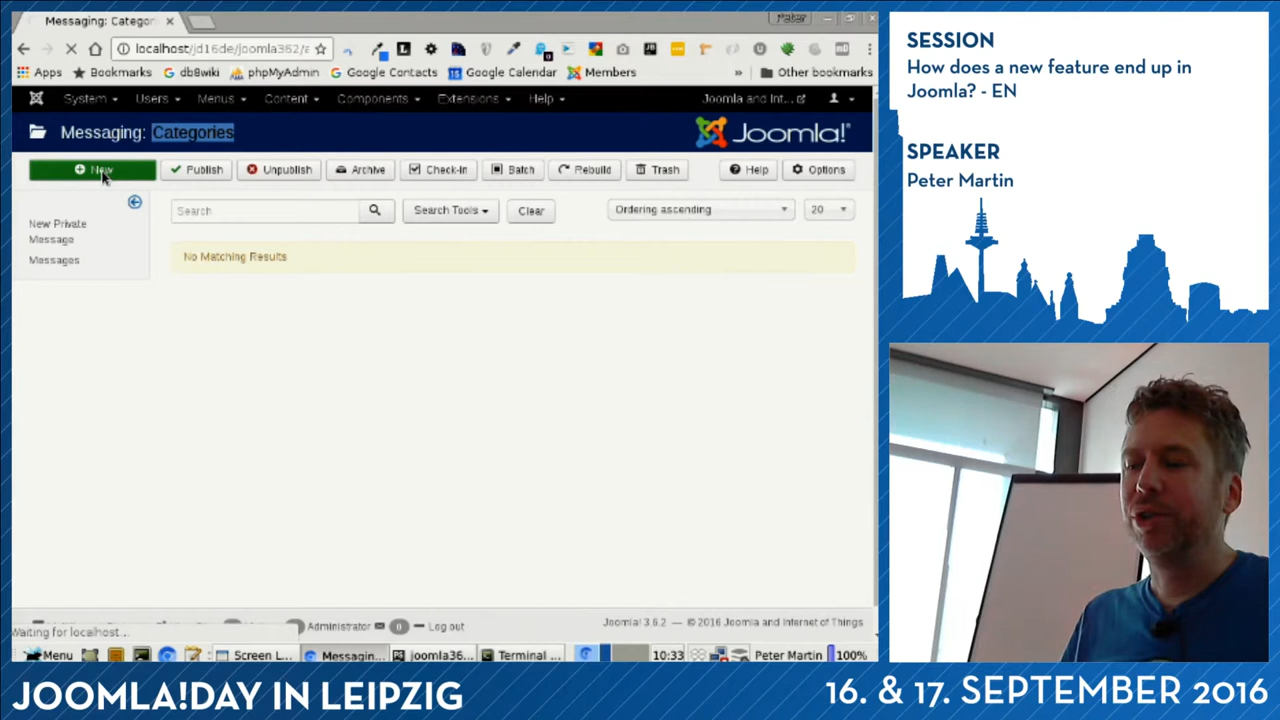 Messaging: Categor
Peter
localhost/jd16de/joomla362/a
Apps Bookmarks db8wiki phpMyAdmin Google Contacts Google Calendar Members » Other bookmarks
System Users Menus Content Components Extensions Help Joomla and Int...
Messaging: Categories
Joomla!®
New Publish Unpublish Archive Check-In Batch Rebuild Trash Help Options
Search Search Tools Clear Ordering ascending 20
New Private
Message
Messages
No Matching Results
Administrator 0 Log out
Joomla! 3.6.2 — © 2016 Joomla and Internet of Things
Waiting for localhost...
Menu Screen L... Messagin... joomla36... Terminal ... 10:33 Peter Martin 100%
SESSION
How does a new feature end up in
Joomla? - EN
SPEAKER
Peter Martin
JOOMLA!DAY IN LEIPZIG
16. & 17. SEPTEMBER 2016